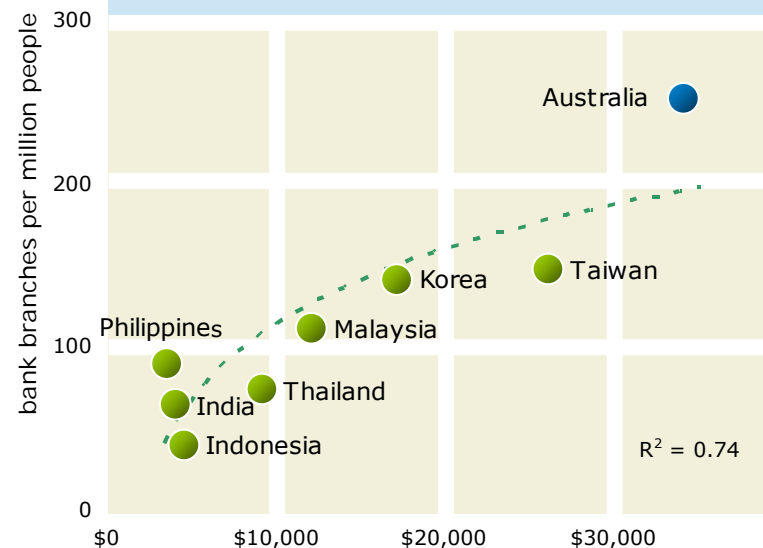 300
bank branches per million people
Australia
200
Korea
Taiwan
Philippines
Malaysia
100
Thailand
India
Indonesia
R² = 0.74
0
$0
$10,000
$20,000
$30,000